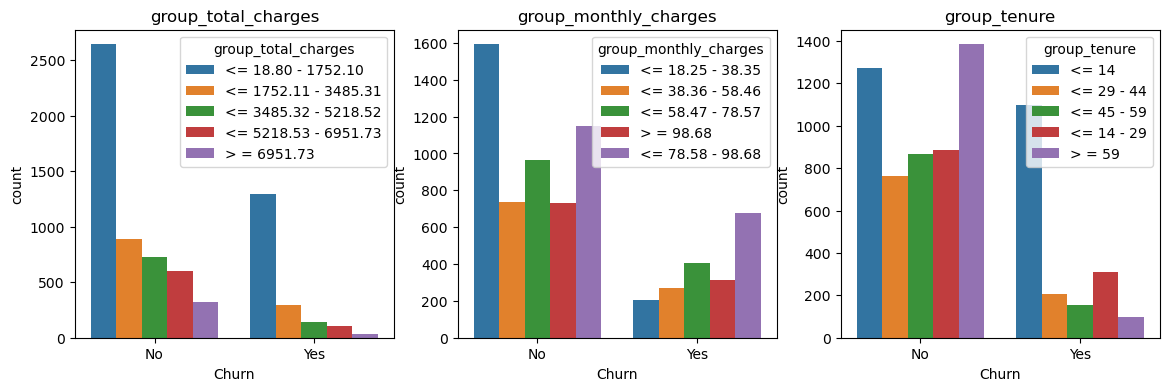 group_total_charges
count
2500
2000
1500
1000
500
0
group_total_charges
<= 18.80 - 1752.10
<= 1752.11 - 3485.31
<= 3485.32 - 5218.52
<= 5218.53 - 6951.73
> = 6951.73
No
Yes
Churn
group_monthly_charges
count
1600
1400
1200
1000
800
600
400
200
0
group_monthly_charges
<= 18.25 - 38.35
<= 38.36 - 58.46
<= 58.47 - 78.57
> = 98.68
<= 78.58 - 98.68
No
Yes
Churn
group_tenure
count
1400
1200
1000
800
600
400
200
0
group_tenure
<= 14
<= 29 - 44
<= 45 - 59
<= 14 - 29
> = 59
No
Yes
Churn